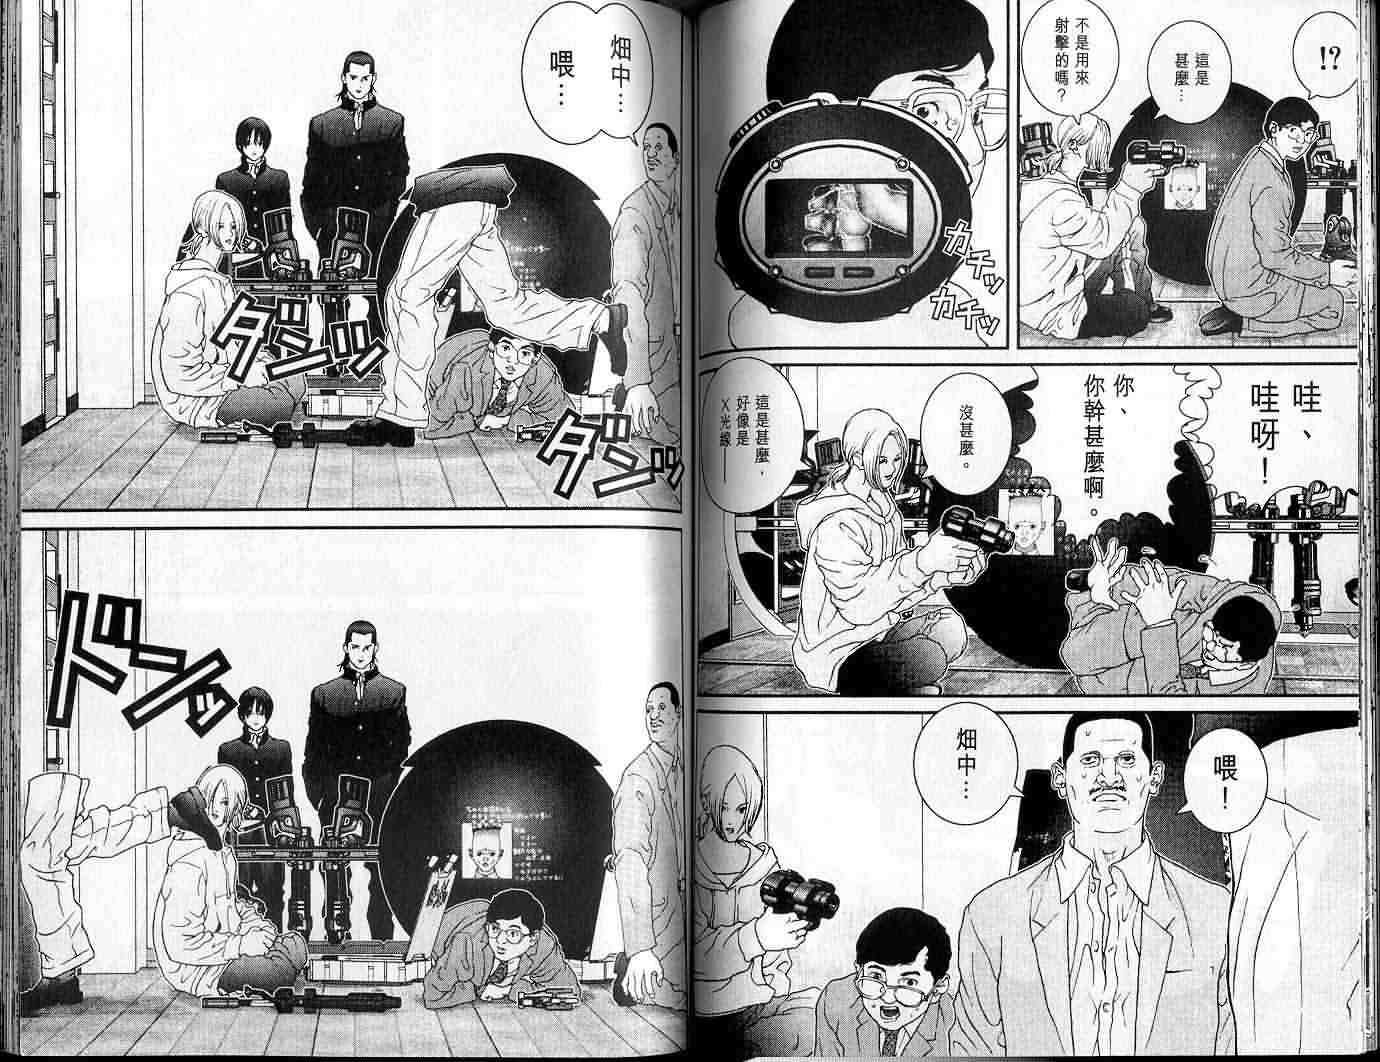 !?
這是
甚麼…
不是用來
射擊的嗎？
カチッ
カチッ
哇、
哇呀！
你、
你幹甚麼啊。
沒甚麼。
這是甚麼，
好像是
X光線——
喂！
畑中…
畑中…
喂…
ダンッ
ダンッ
ドンッ